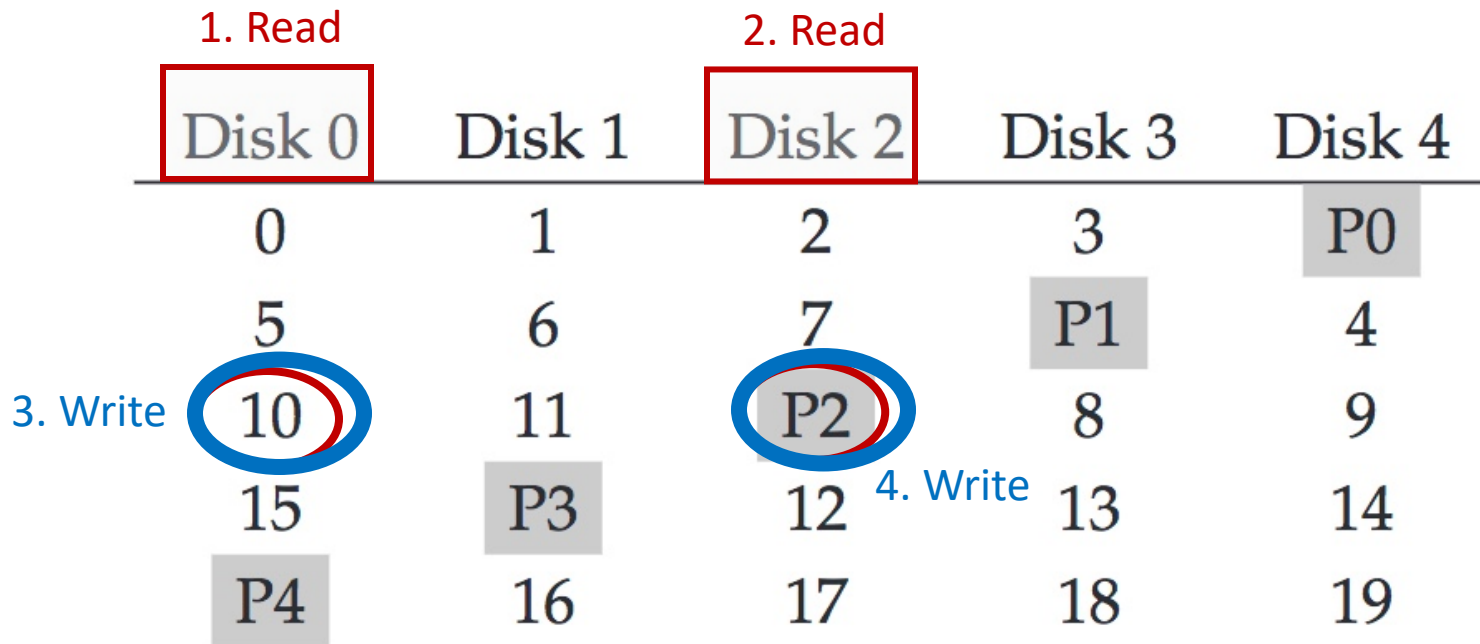 1. Read 2. Read
Disk 0 Disk 1 Disk 2 Disk 3 Disk 4
0 1 2 3 P0
5 6 7 P1 4
3. Write 10 11 P2 8 9
4. Write
15 P3 12 13 14
P4 16 17 18 19